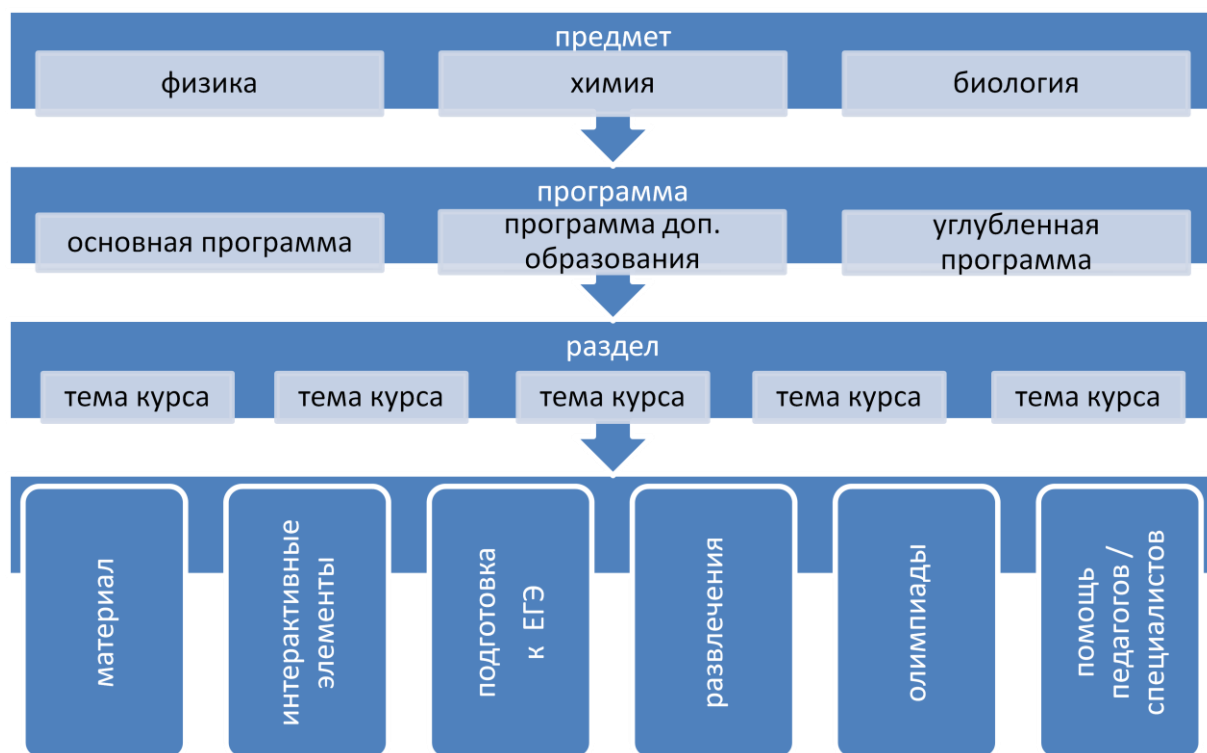 предмет
физика
химия
биология
программа
основная программа
программа доп.
образования
углубленная
программа
раздел
тема курса
тема курса
тема курса
тема курса
тема курса
материал
интерактивные
элементы
подготовка
к ЕГЭ
развлечения
олимпиады
помощь
педагогов /
специалистов